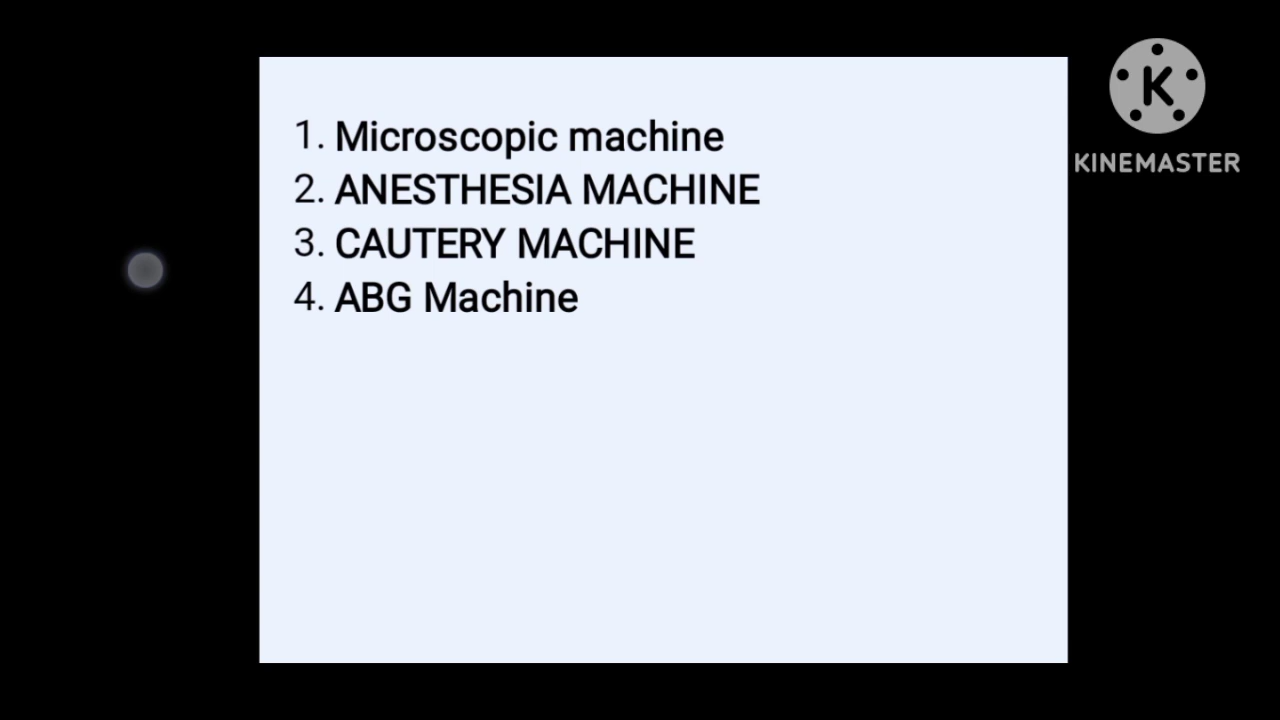 1. Microscopic machine
2. ANESTHESIA MACHINE
3. CAUTERY MACHINE
4. ABG Machine
K
KINEMASTER